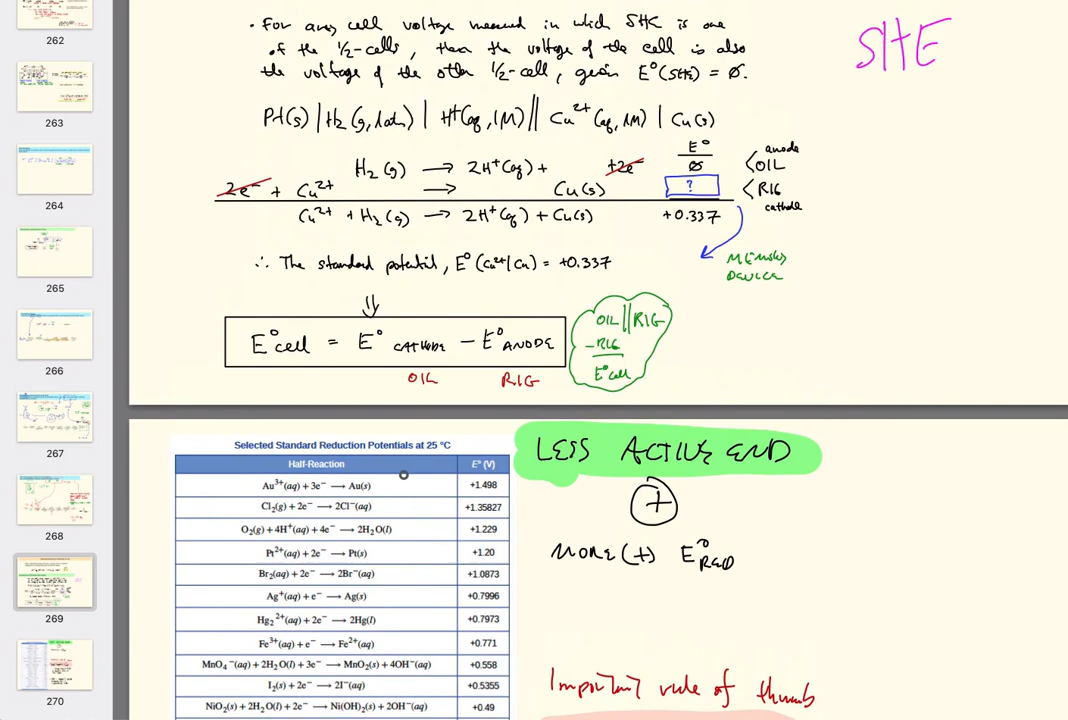 262
263
264
265
266
267
268
269
270
• For any cell voltage measured in which SHE is one
of the 1/2-cells, then the voltage of the cell is also
the voltage of the other 1/2-cell, given E°(SHE) = ∅.
SHE
Pt(s) | H₂(g, 1atm) | H⁺(aq, 1M) || Cu²⁺(aq, 1M) | Cu(s)
E°
H₂(g) → 2H⁺(aq) + +2e⁻ ∅
anode
OIL
2e⁻ + Cu²⁺ → Cu(s) ?
RIG
cathode
Cu²⁺ + H₂(g) → 2H⁺(aq) + Cu(s) +0.337
DEVICE
∴ The standard potential, E°(Cu²⁺|Cu) = +0.337
E°cell = E° CATHODE − E° ANODE
OIL RIG
OIL || RIG
− RIG
E°cell
Selected Standard Reduction Potentials at 25 °C
Half-Reaction E° (V)
Au³⁺(aq) + 3e⁻ ⟶ Au(s) +1.498
Cl₂(g) + 2e⁻ ⟶ 2Cl⁻(aq) +1.35827
O₂(g) + 4H⁺(aq) + 4e⁻ ⟶ 2H₂O(l) +1.229
Pt²⁺(aq) + 2e⁻ ⟶ Pt(s) +1.20
Br₂(aq) + 2e⁻ ⟶ 2Br⁻(aq) +1.0873
Ag⁺(aq) + e⁻ ⟶ Ag(s) +0.7996
Hg₂²⁺(aq) + 2e⁻ ⟶ 2Hg(l) +0.7973
Fe³⁺(aq) + e⁻ ⟶ Fe²⁺(aq) +0.771
MnO₄⁻(aq) + 2H₂O(l) + 3e⁻ ⟶ MnO₂(s) + 4OH⁻(aq) +0.558
I₂(s) + 2e⁻ ⟶ 2I⁻(aq) +0.5355
NiO₂(s) + 2H₂O(l) + 2e⁻ ⟶ Ni(OH)₂(s) + 2OH⁻(aq) +0.49
LESS ACTIVE END
+
MORE (+) E°RED
Important rule of thumb